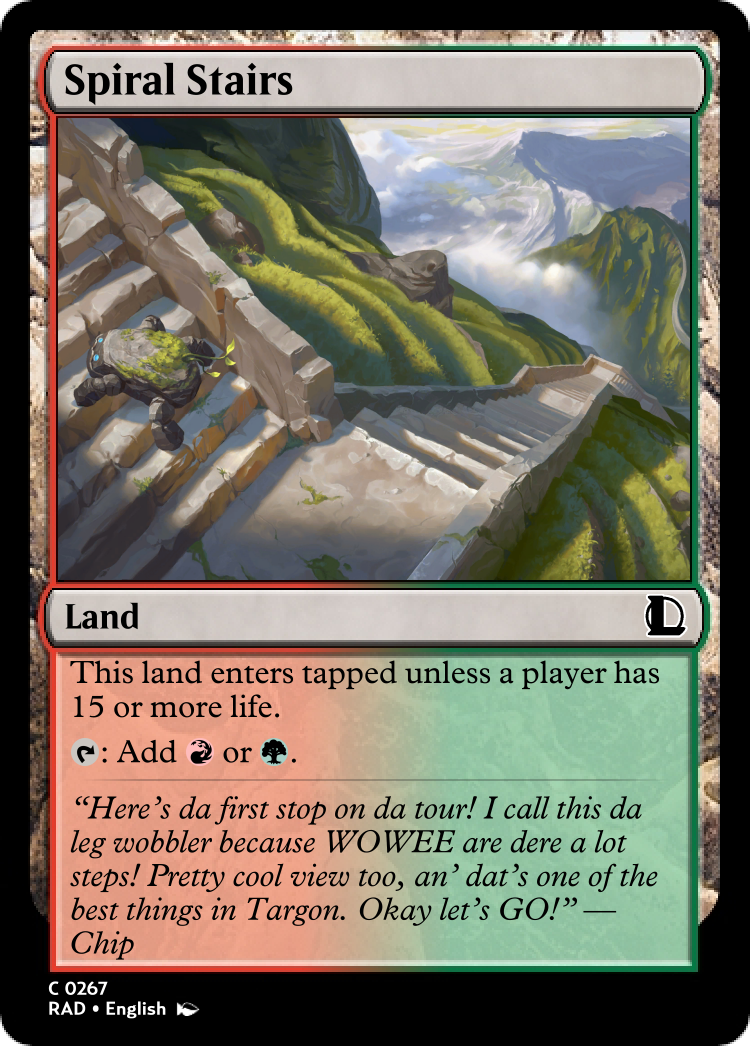 Spiral Stairs
Land
This land enters tapped unless a player has
15 or more life.
: Add or .
“Here’s da first stop on da tour! I call this da
leg wobbler because WOWEE are dere a lot
steps! Pretty cool view too, an’ dat’s one of the
best things in Targon. Okay let’s GO!” —
Chip
C 0267
RAD • English